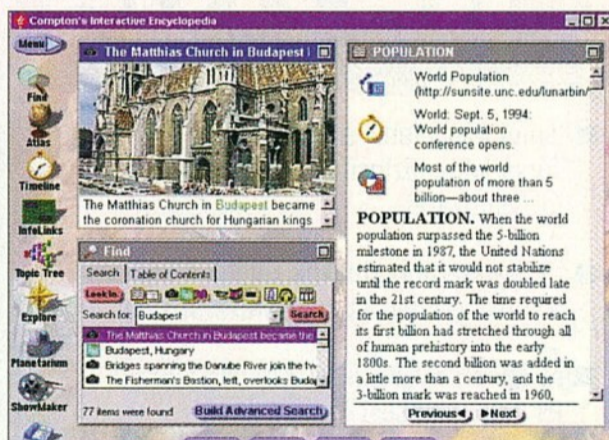 Compton's Interactive Encyclopedia
Menu
Find
Atlas
Timeline
InfoLinks
Topic Tree
Explore
Planetarium
ShowMaker
The Matthias Church in Budapest
The Matthias Church in Budapest became
the coronation church for Hungarian kings
Find
Search
Table of Contents
Look In
Search for: Budapest
Search
The Matthias Church in Budapest became the
Budapest, Hungary
Bridges spanning the Danube River join the tw
The Fisherman's Bastion, left, overlooks Budap
77 items were found
Build Advanced Search
POPULATION
World Population
(http://sunsite.unc.edu/lunarbin/
World: Sept. 5, 1994:
World population
conference opens.
Most of the world
population of more than 5
billion—about three ...
POPULATION. When the world
population surpassed the 5-billion
milestone in 1987, the United Nations
estimated that it would not stabilize
until the record mark was doubled late
in the 21st century. The time required
for the population of the world to reach
its first billion had stretched through all
of human prehistory into the early
1800s. The second billion was added in
a little more than a century, and the
3-billion mark was reached in 1960,
Previous
Next